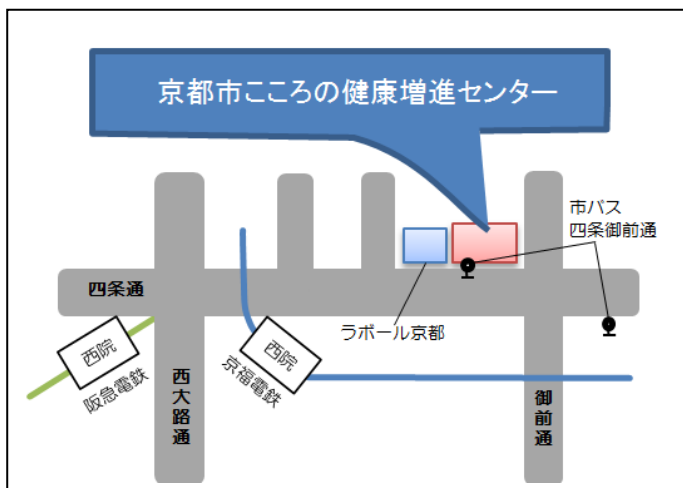 京都市こころの健康増進センター
市バス
四条御前通
四条通
ラボール京都
西院
阪急電鉄
西院
京福電鉄
西大路通
御前通